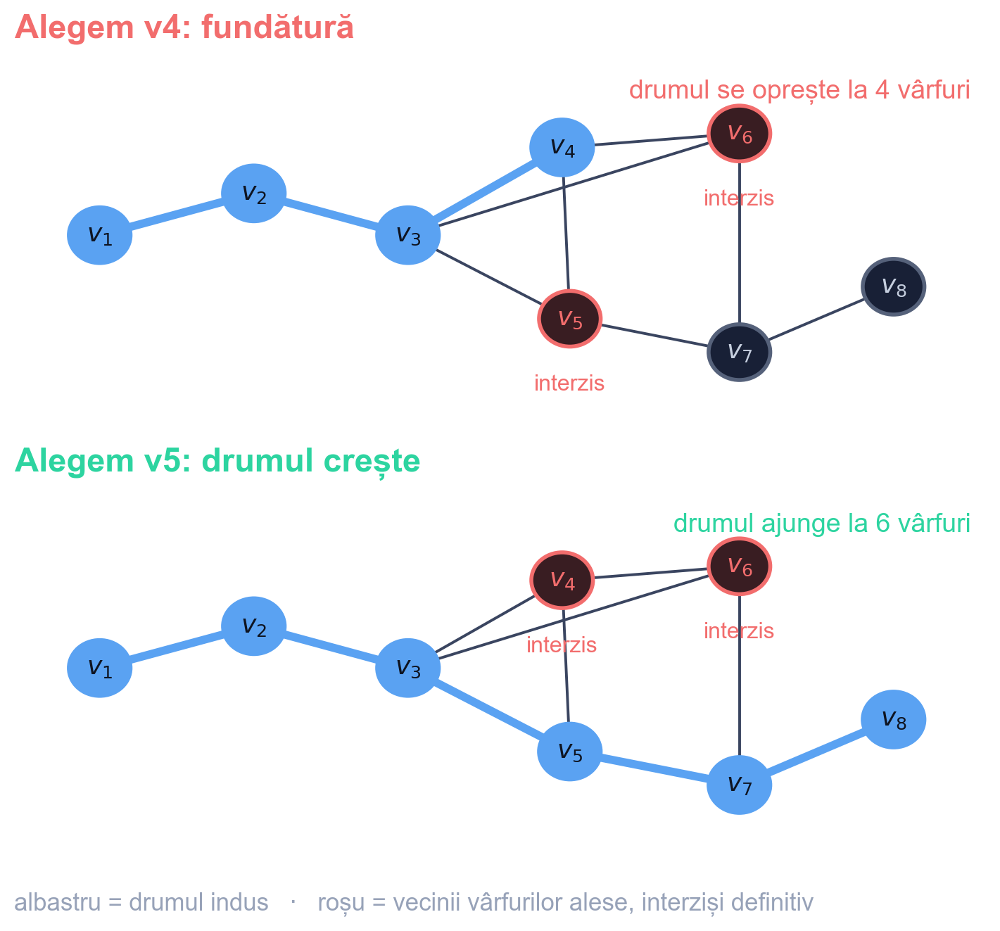 Alegem v4: fundătură
drumul se oprește la 4 vârfuri
v6
v4
v2
interzis
v1
v3
v8
v5
v7
interzis
Alegem v5: drumul crește
drumul ajunge la 6 vârfuri
v6
v4
v2
interzis
interzis
v1
v3
v8
v5
v7
albastru = drumul indus · roșu = vecinii vârfurilor alese, interziși definitiv